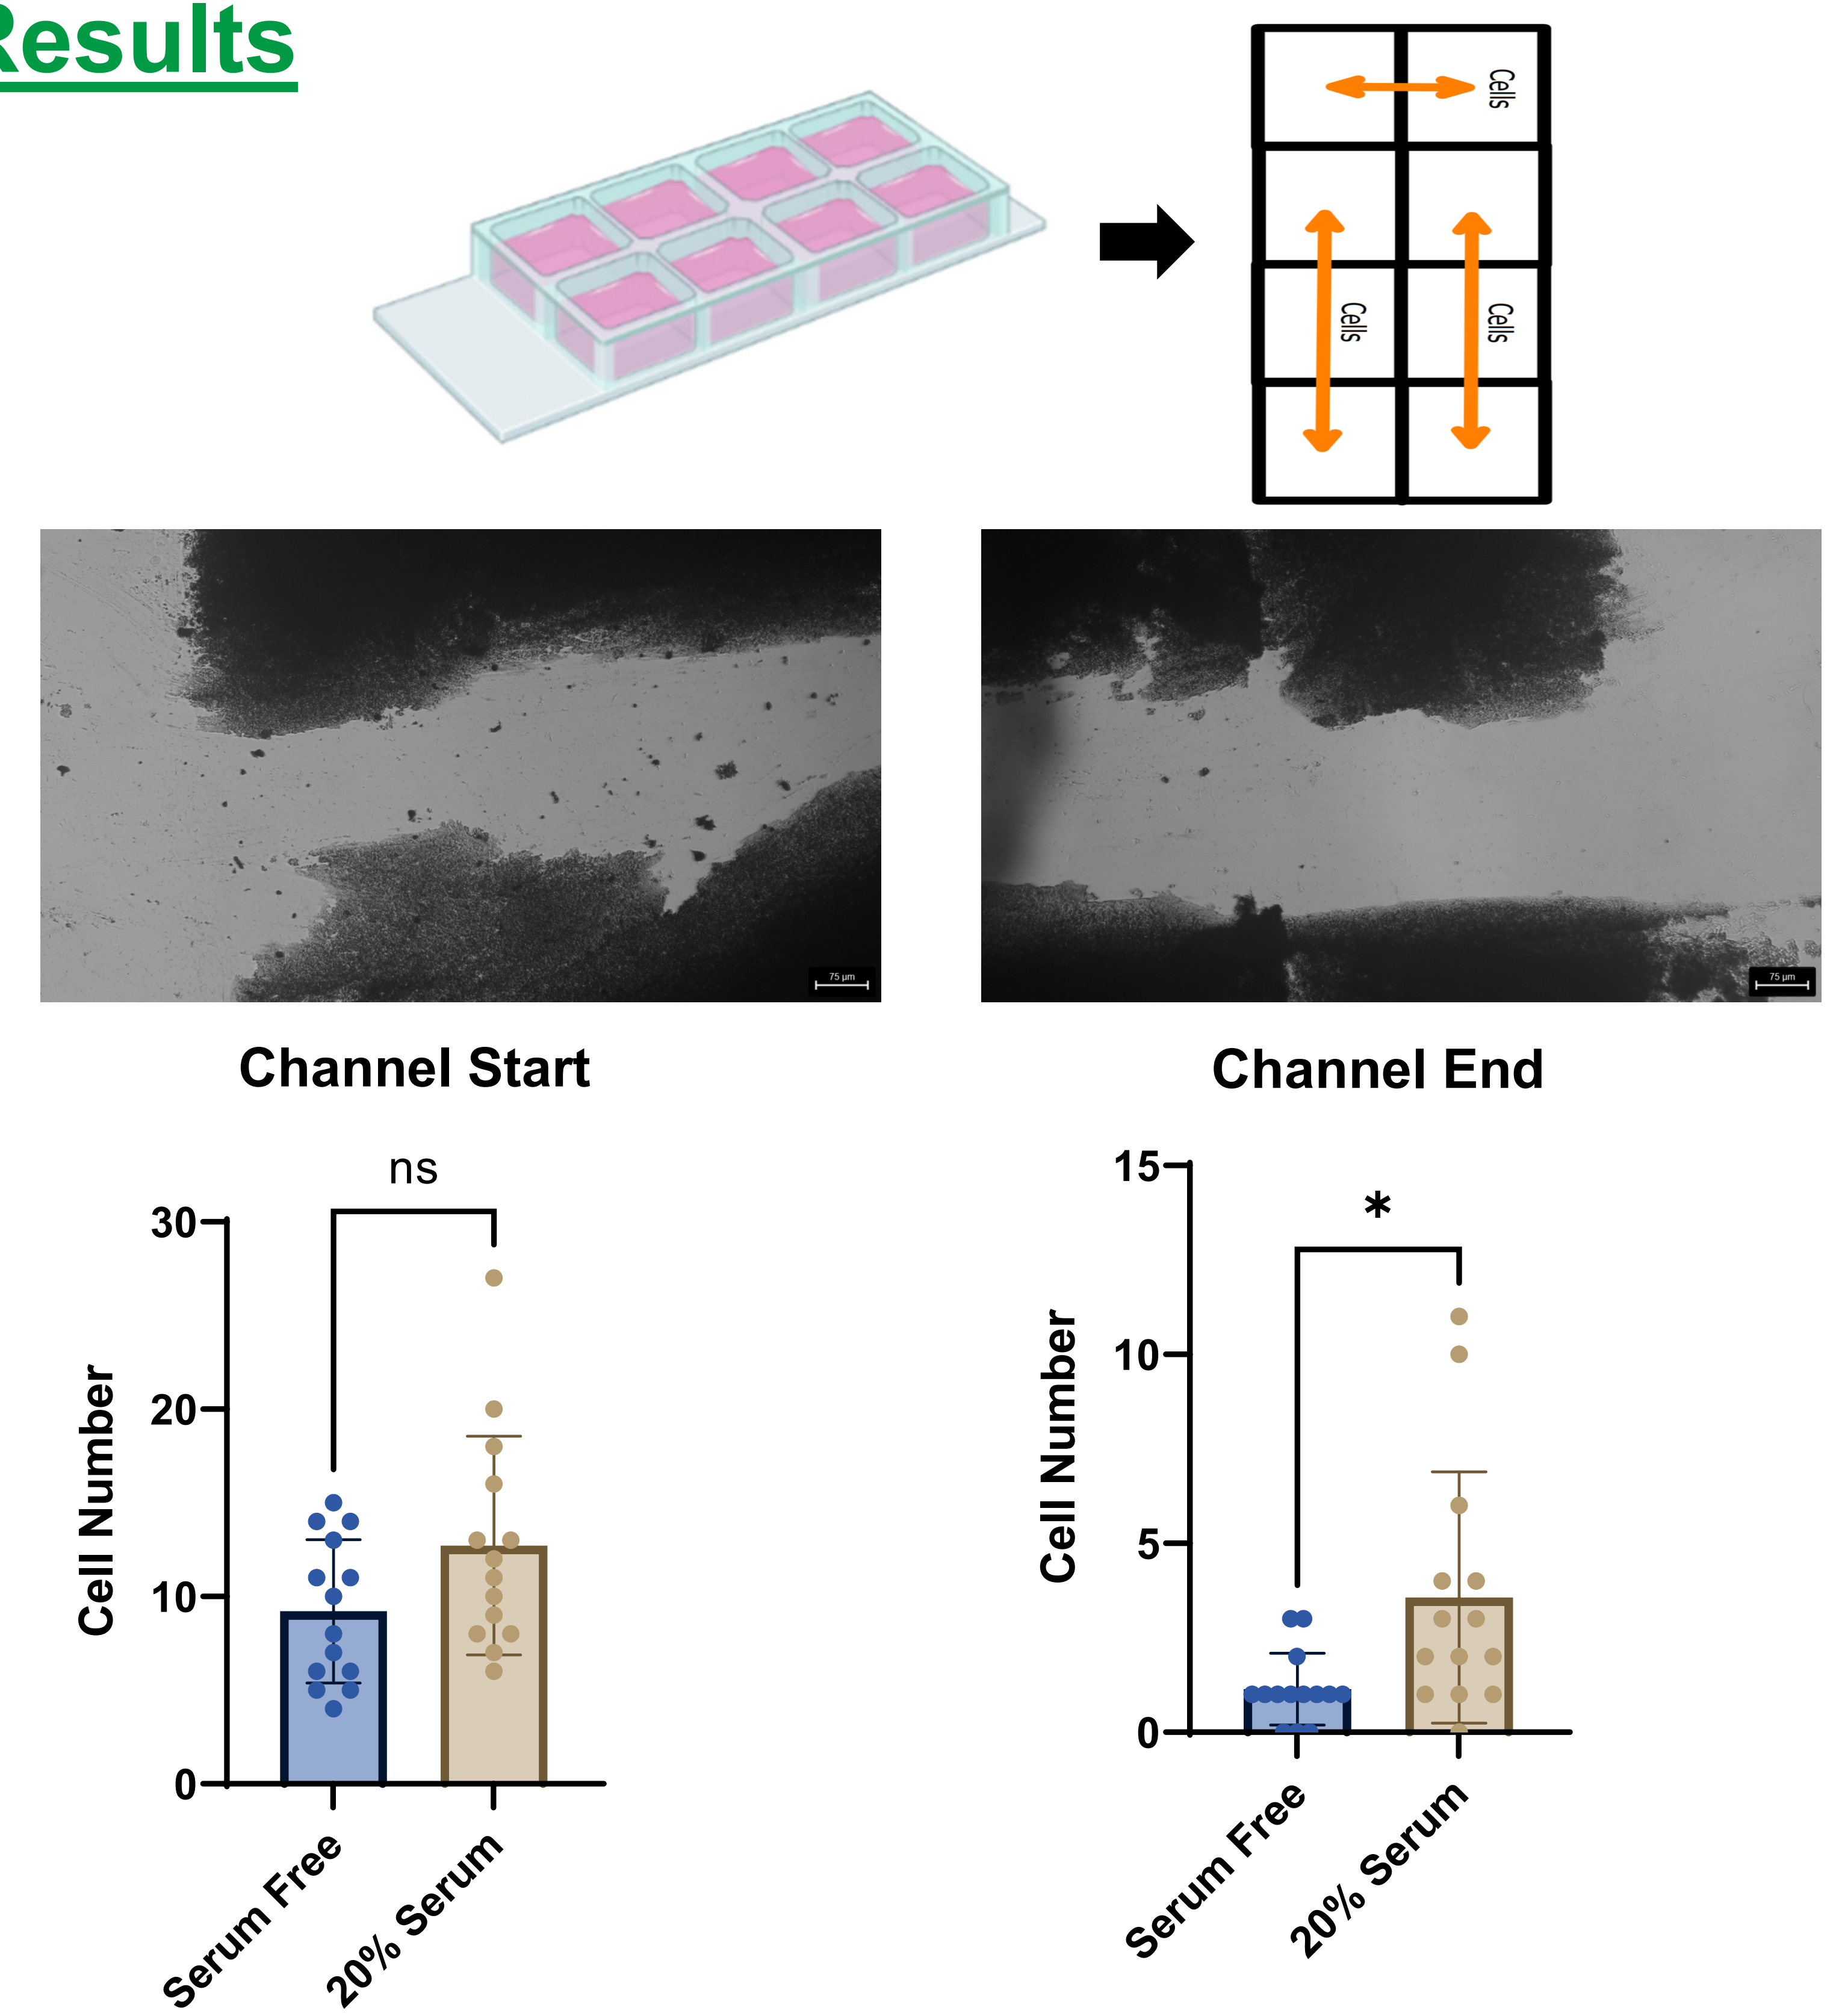 Results
Cells
Cells
Cells
75 µm
75 µm
Channel Start
Channel End
ns
30
20
10
0
Cell Number
Serum Free
20% Serum
*
15
10
5
0
Cell Number
Serum Free
20% Serum